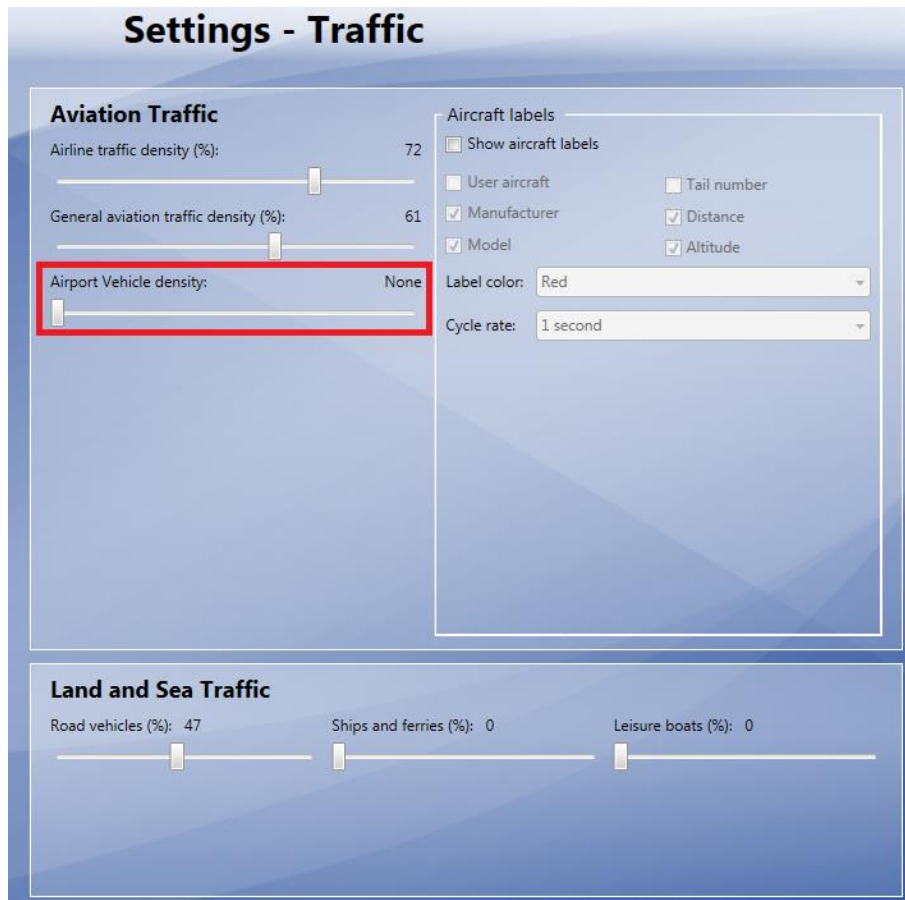 Settings - Traffic
Aviation Traffic
Airline traffic density (%): 72
General aviation traffic density (%): 61
Airport Vehicle density: None
Aircraft labels
Show aircraft labels
User aircraft
Tail number
Manufacturer
Distance
Model
Altitude
Label color: Red
Cycle rate: 1 second
Land and Sea Traffic
Road vehicles (%): 47
Ships and ferries (%): 0
Leisure boats (%): 0